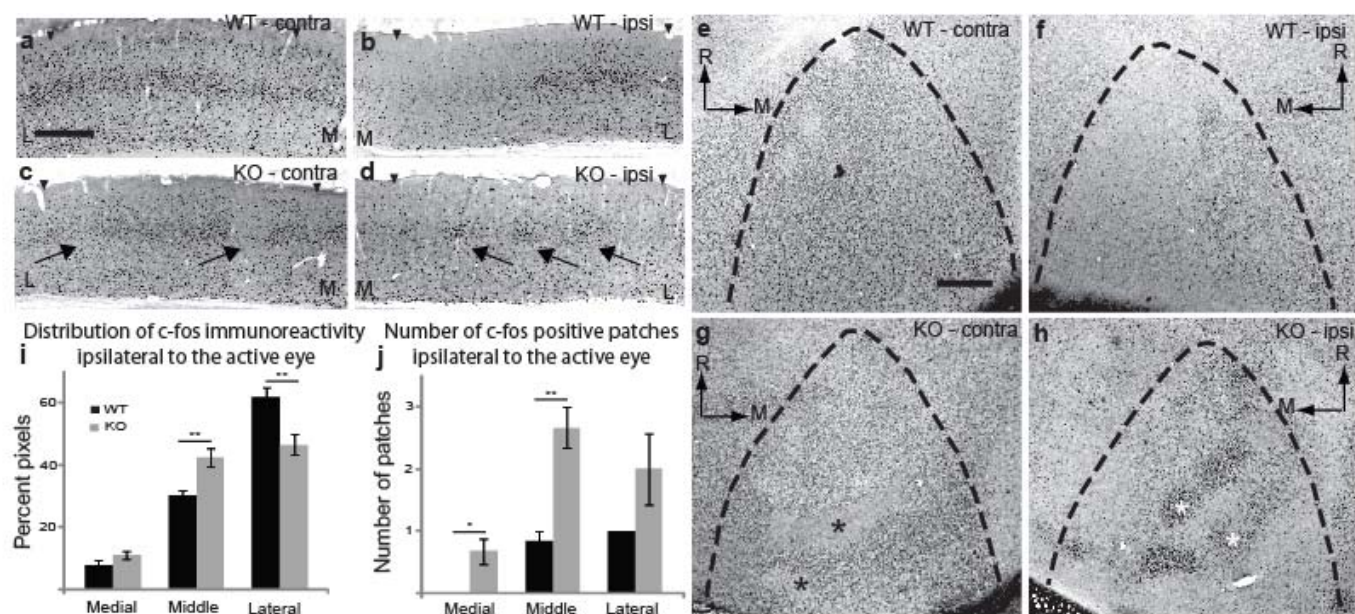 a WT - contra
L M
b WT - ipsi
M L
c KO - contra
L M
d KO - ipsi
M L
e WT - contra
R
M
f WT - ipsi
R
M
g KO - contra
R
M
*
*
h KO - ipsi
R
M
*
*
i Distribution of c-fos immunoreactivity
ipsilateral to the active eye
Percent pixels
60
40
20
WT
KO
**
**
Medial Middle Lateral
j Number of c-fos positive patches
ipsilateral to the active eye
Number of patches
3
2
1
*
**
Medial Middle Lateral